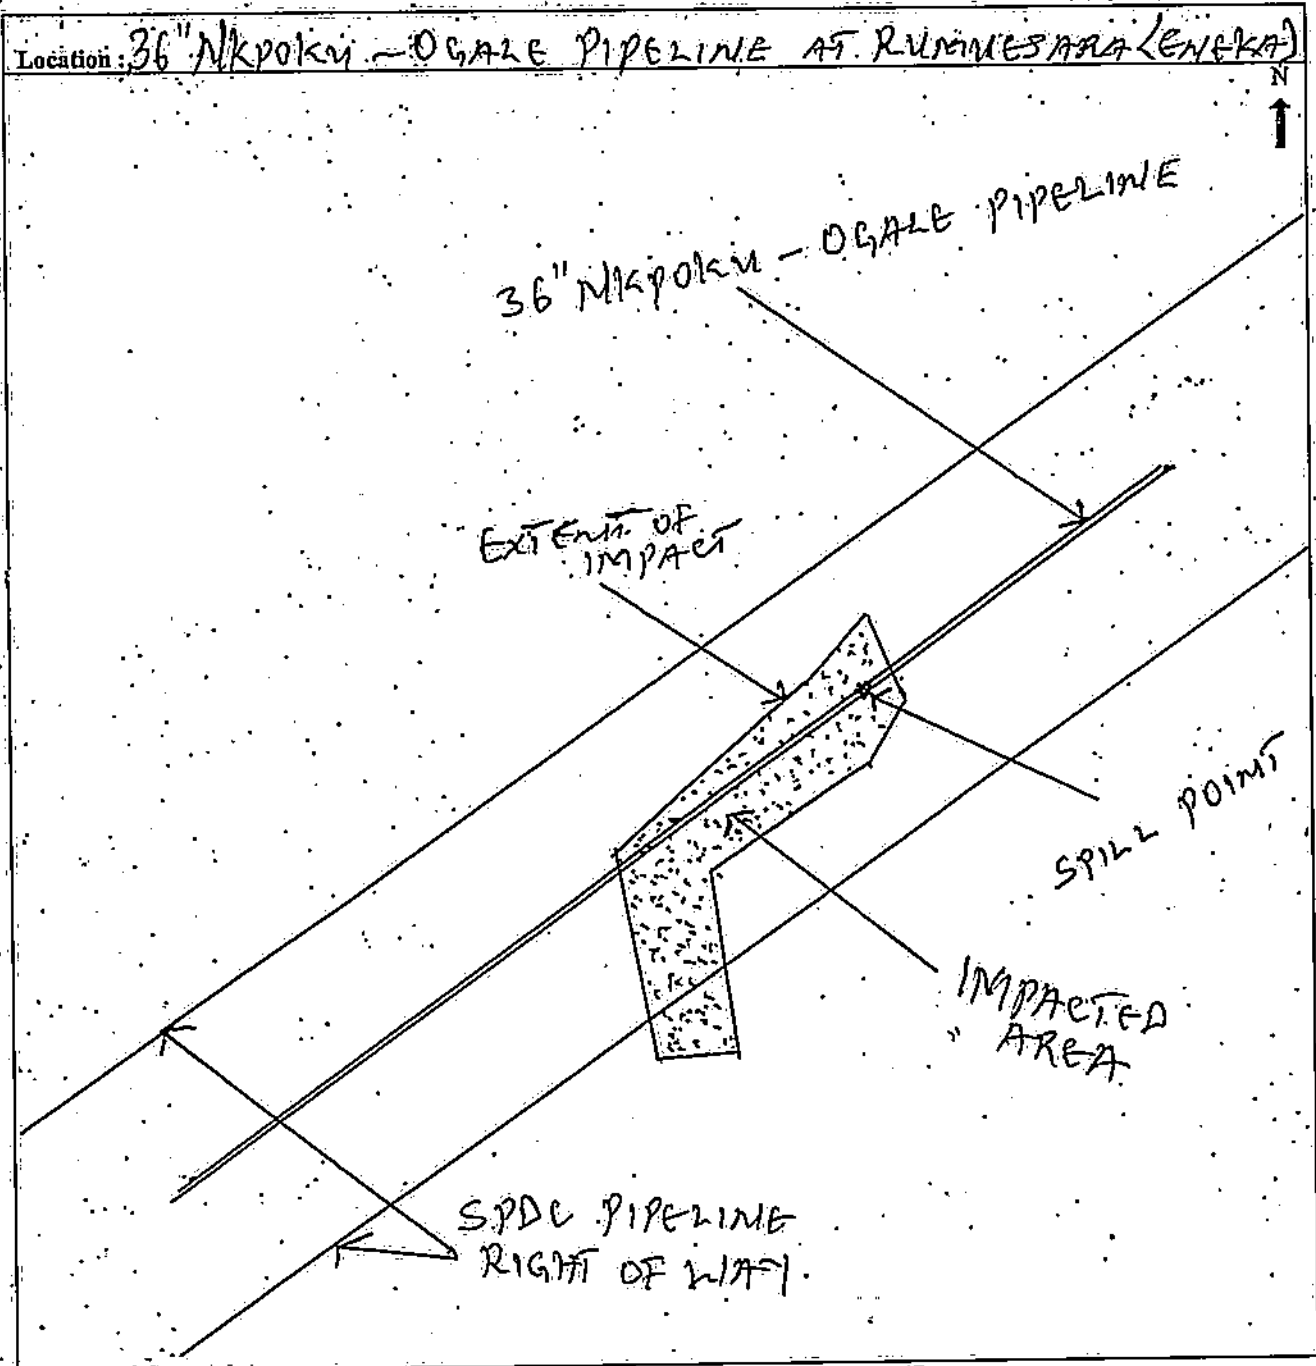 Location: 36" Nkpoku - OGALE PIPELINE AT RUMUESARA (ENEKA)
N
36" Nkpoku - OGALE PIPELINE
EXTENT OF
IMPACT
SPILL POINT
IMPACTED
AREA
SPDC PIPELINE
RIGHT OF WAY.